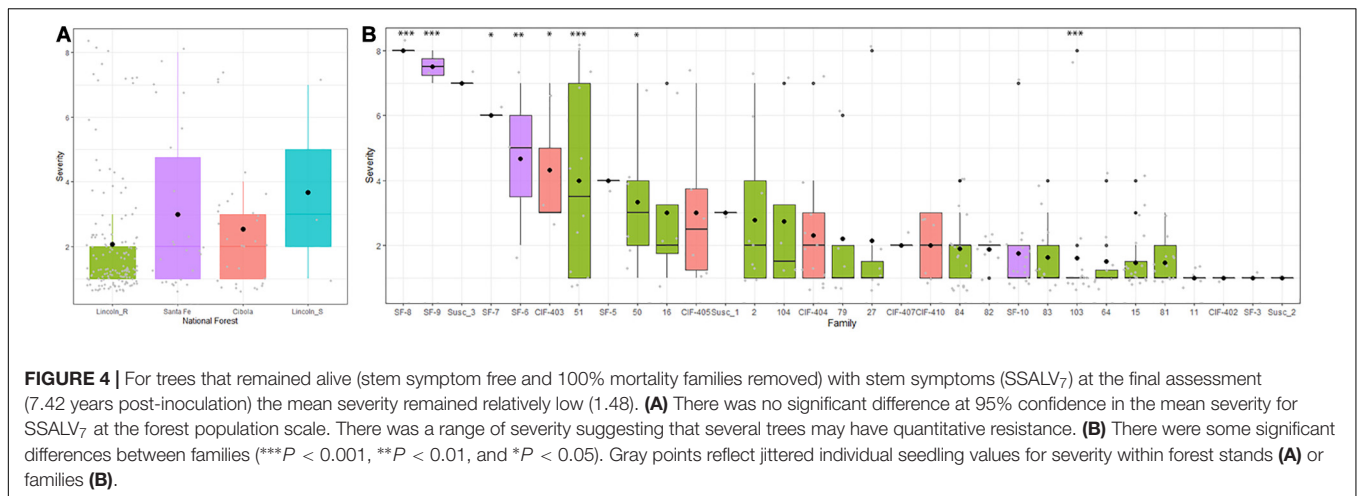 A
Severity
8
6
4
2
Lincoln_R Santa Fe Cibola Lincoln_S
National Forest
B
*** *** * ** * *** * ***
Severity
8
6
4
2
SF-8 SF-9 Susc_3 SF-7 SF-6 CIF-403 51 SF-5 50 16 CIF-405 Susc_1 2 104 CIF-404 79 27 CIF-407 CIF-410 84 82 SF-10 83 103 64 15 81 11 CIF-402 SF-3 Susc_2
Family
FIGURE 4 | For trees that remained alive (stem symptom free and 100% mortality families removed) with stem symptoms (SSALV₇) at the final assessment
(7.42 years post-inoculation) the mean severity remained relatively low (1.48). (A) There was no significant difference at 95% confidence in the mean severity for
SSALV₇ at the forest population scale. There was a range of severity suggesting that several trees may have quantitative resistance. (B) There were some significant
differences between families (***P < 0.001, **P < 0.01, and *P < 0.05). Gray points reflect jittered individual seedling values for severity within forest stands (A) or
families (B).